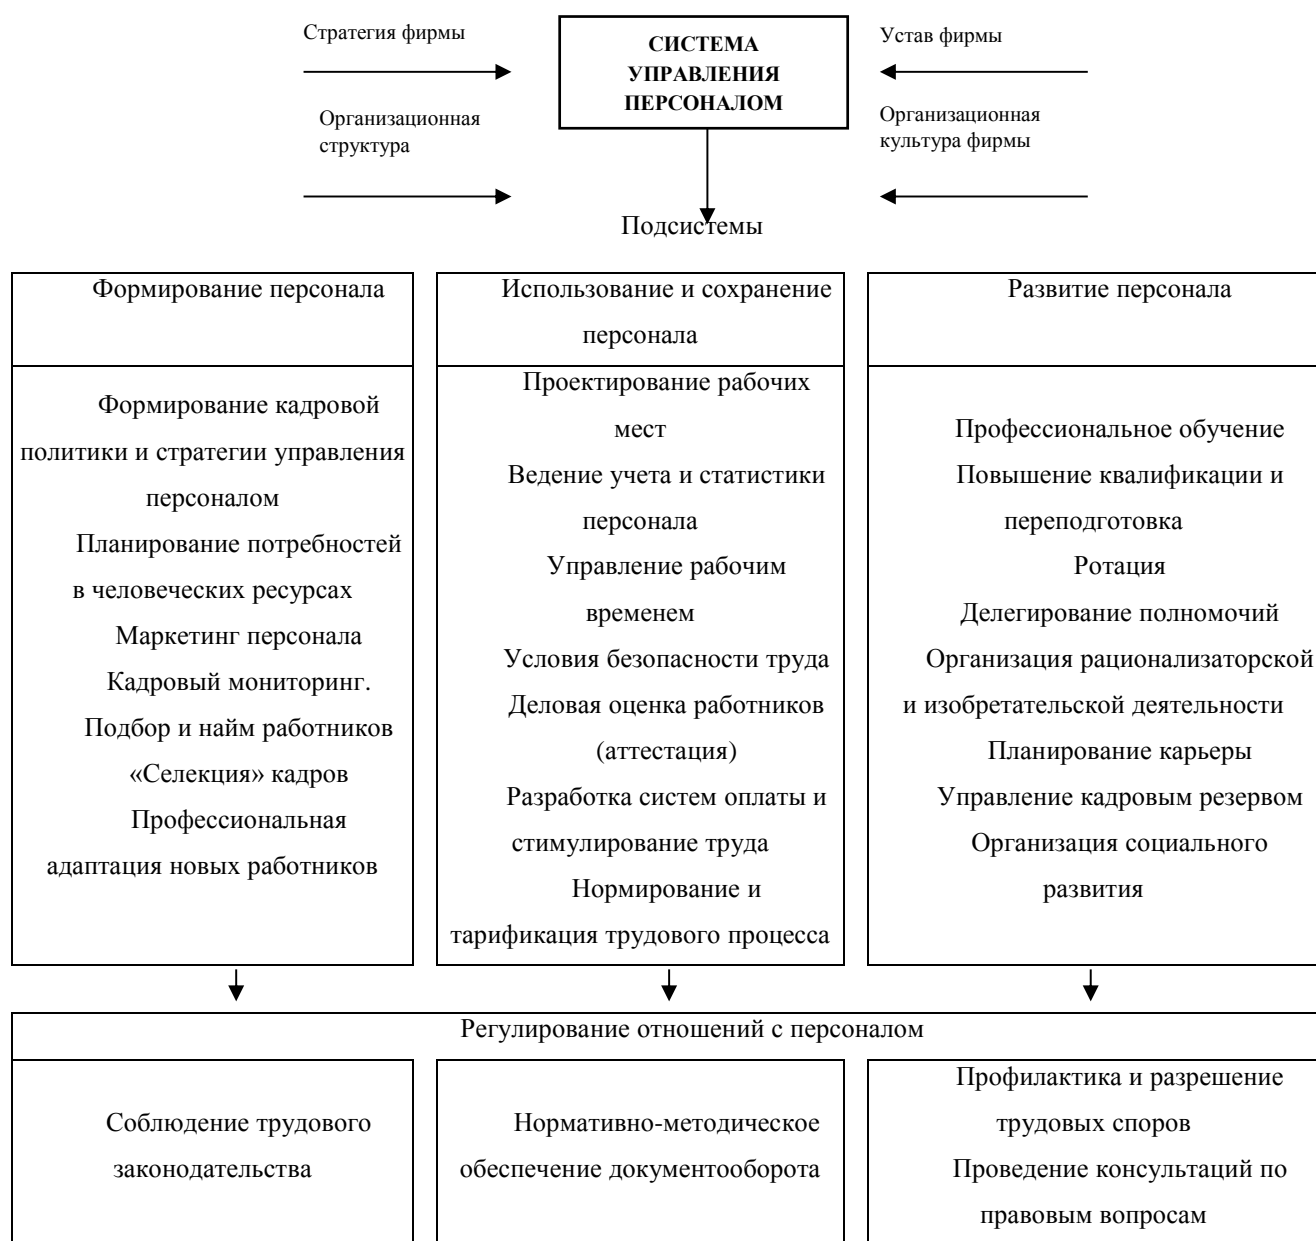 Стратегия фирмы
СИСТЕМА
УПРАВЛЕНИЯ
ПЕРСОНАЛОМ
Устав фирмы
Организационная
структура
Организационная
культура фирмы
Подсистемы
Формирование персонала
Формирование кадровой
политики и стратегии управления
персоналом
Планирование потребностей
в человеческих ресурсах
Маркетинг персонала
Кадровый мониторинг.
Подбор и найм работников
«Селекция» кадров
Профессиональная
адаптация новых работников
Использование и сохранение
персонала
Проектирование рабочих
мест
Ведение учета и статистики
персонала
Управление рабочим
временем
Условия безопасности труда
Деловая оценка работников
(аттестация)
Разработка систем оплаты и
стимулирование труда
Нормирование и
тарификация трудового процесса
Развитие персонала
Профессиональное обучение
Повышение квалификации и
переподготовка
Ротация
Делегирование полномочий
Организация рационализаторской
и изобретательской деятельности
Планирование карьеры
Управление кадровым резервом
Организация социального
развития
Регулирование отношений с персоналом
Соблюдение трудового
законодательства
Нормативно-методическое
обеспечение документооборота
Профилактика и разрешение
трудовых споров
Проведение консультаций по
правовым вопросам